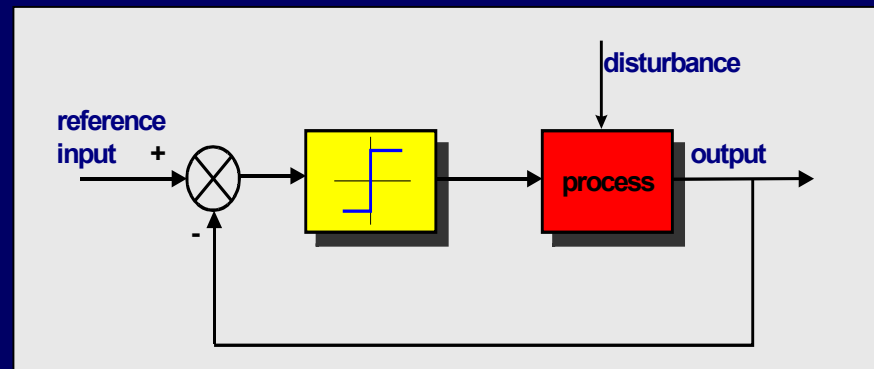 disturbance
reference
input +
output
process
-